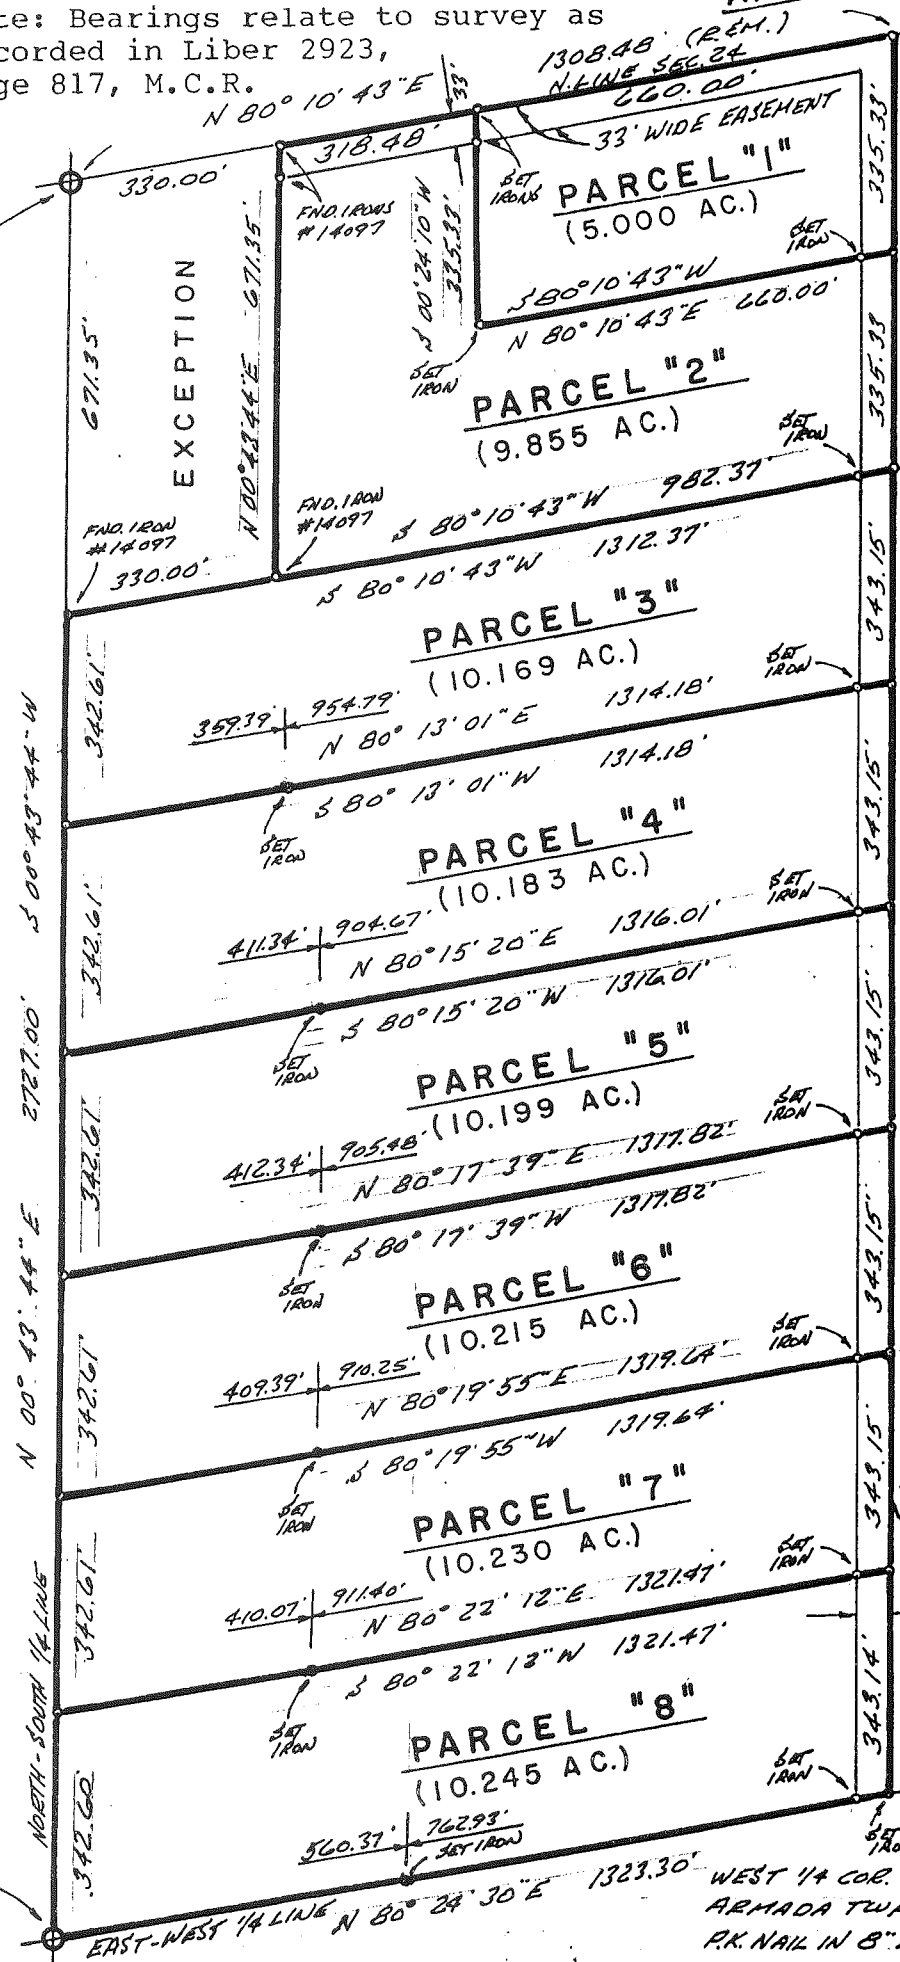 te: Bearings relate to survey as
corded in Liber 2923,
ge 817, M.C.R.
N 80° 10' 43" E
33'
1308.48' (REM.)
N. LINE SEC. 24
660.00'
33' WIDE EASEMENT
318.48'
330.00'
FND. IRONS
#14097
SET
IRONS
PARCEL "1"
(5.000 AC.)
335.33'
SET
IRON
S 00°24'10" W
335.33'
671.35'
N 00°43'44" E
EXCEPTION
671.35'
S 80°10'43" W
N 80°10'43" E 660.00'
SET
IRON
PARCEL "2"
(9.855 AC.)
335.33
SET
IRON
FND. IRON
#14097
S 80°10'43" W 982.37'
FND. IRON
#14097
330.00'
S 80°10'43" W 1312.37'
343.15'
PARCEL "3"
(10.169 AC.)
SET
IRON
342.61'
359.39' 954.79'
N 80° 13' 01" E 1314.18'
S 80° 13' 01" W 1314.18'
SET
IRON
343.15'
PARCEL "4"
(10.183 AC.)
SET
IRON
342.61'
411.34' 904.67'
N 80°15'20" E 1316.01'
S 80°15'20" W 1316.01'
SET
IRON
343.15'
PARCEL "5"
(10.199 AC.)
SET
IRON
342.61'
412.34' 905.48'
N 80°17'39" E 1317.82'
S 80°17'39" W 1317.82'
SET
IRON
343.15'
PARCEL "6"
(10.215 AC.)
SET
IRON
342.61'
409.39' 910.25'
N 80°19'55" E 1319.64'
S 80°19'55" W 1319.64'
SET
IRON
343.15'
PARCEL "7"
(10.230 AC.)
SET
IRON
342.61'
410.07' 911.40'
N 80° 22' 12" E 1321.47'
S 80° 22' 12" W 1321.47'
SET
IRON
343.14'
PARCEL "8"
(10.245 AC.)
SET
IRON
342.60
560.37' 762.93'
SET IRON
EAST-WEST 1/4 LINE N 80° 24' 30" E 1323.30'
NORTH-SOUTH 1/4 LINE
N 00° 43' 44" E 2727.00' S 00° 43' 44" W
SET
WEST 1/4 COR.
ARMADA
P.K. NAIL IN 8"